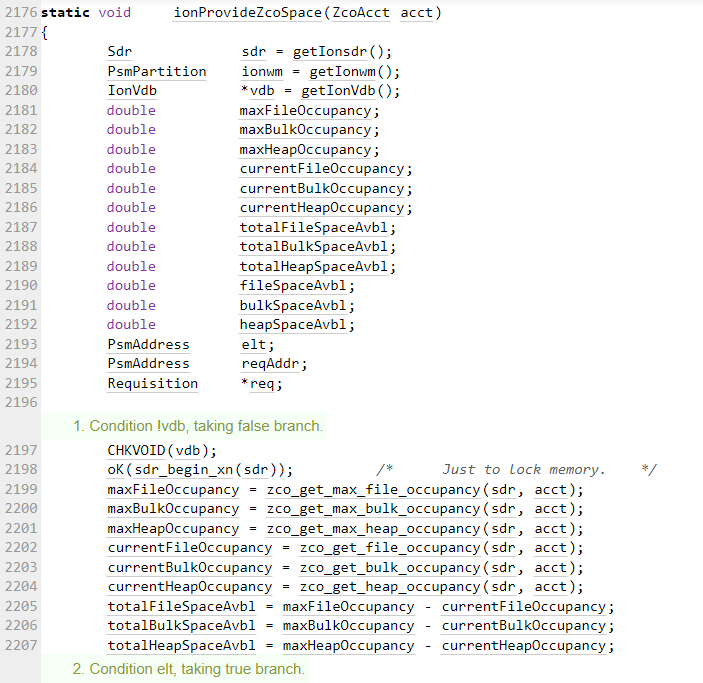 2176 static void ionProvideZcoSpace(ZcoAcct acct)
2177 {
2178 Sdr sdr = getIonsdr();
2179 PsmPartition ionwm = getIonwm();
2180 IonVdb *vdb = getIonVdb();
2181 double maxFileOccupancy;
2182 double maxBulkOccupancy;
2183 double maxHeapOccupancy;
2184 double currentFileOccupancy;
2185 double currentBulkOccupancy;
2186 double currentHeapOccupancy;
2187 double totalFileSpaceAvbl;
2188 double totalBulkSpaceAvbl;
2189 double totalHeapSpaceAvbl;
2190 double fileSpaceAvbl;
2191 double bulkSpaceAvbl;
2192 double heapSpaceAvbl;
2193 PsmAddress elt;
2194 PsmAddress reqAddr;
2195 Requisition *req;
2196
1. Condition !vdb, taking false branch.
2197 CHKVOID(vdb);
2198 oK(sdr_begin_xn(sdr)); /* Just to lock memory. */
2199 maxFileOccupancy = zco_get_max_file_occupancy(sdr, acct);
2200 maxBulkOccupancy = zco_get_max_bulk_occupancy(sdr, acct);
2201 maxHeapOccupancy = zco_get_max_heap_occupancy(sdr, acct);
2202 currentFileOccupancy = zco_get_file_occupancy(sdr, acct);
2203 currentBulkOccupancy = zco_get_bulk_occupancy(sdr, acct);
2204 currentHeapOccupancy = zco_get_heap_occupancy(sdr, acct);
2205 totalFileSpaceAvbl = maxFileOccupancy - currentFileOccupancy;
2206 totalBulkSpaceAvbl = maxBulkOccupancy - currentBulkOccupancy;
2207 totalHeapSpaceAvbl = maxHeapOccupancy - currentHeapOccupancy;
2. Condition elt, taking true branch.